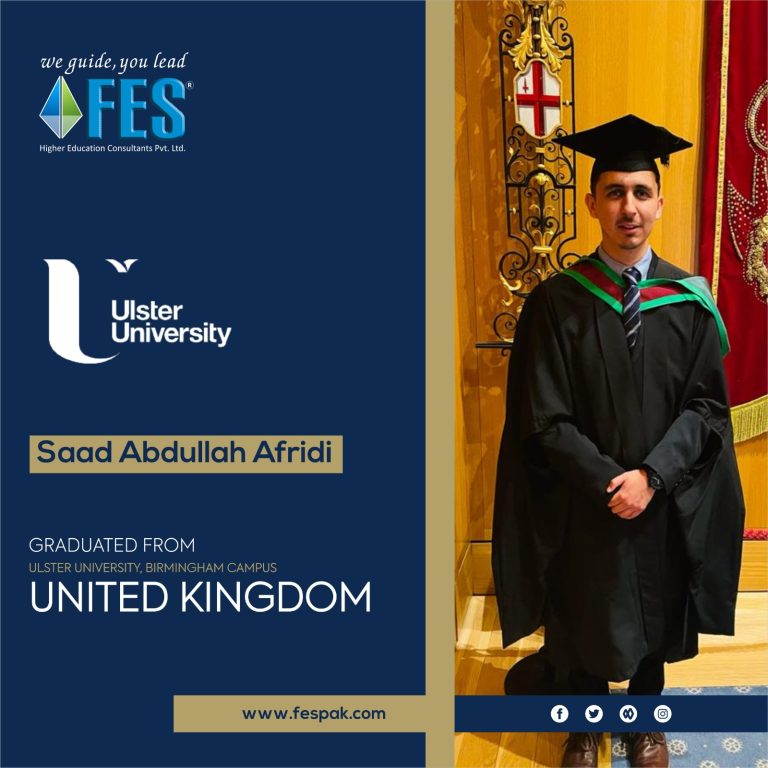 we guide, you lead
FES®
Higher Education Consultants Pvt. Ltd.
Ulster
University
Saad Abdullah Afridi
GRADUATED FROM
ULSTER UNIVERSITY, BIRMINGHAM CAMPUS
UNITED KINGDOM
www.fespak.com